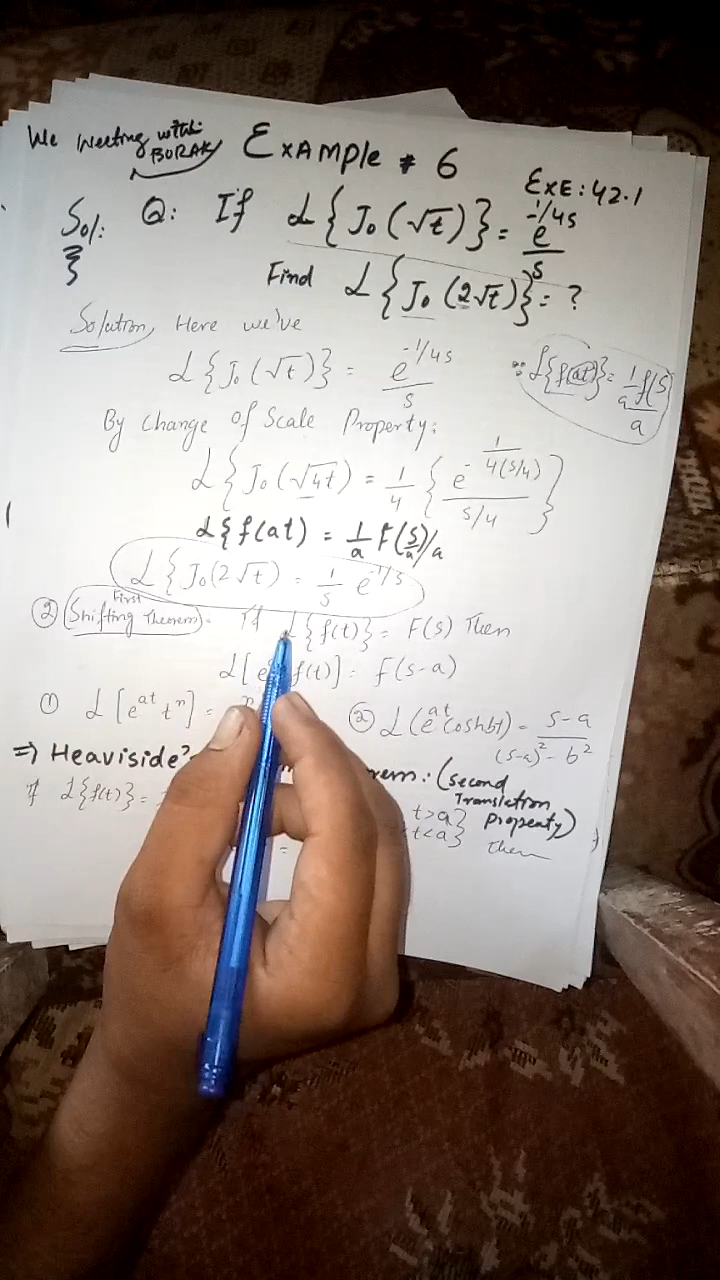 We Meeting with BORAK
Example # 6
EXE: 42.1
Sol:
Q: If L{J₀(√t)} = e^(-1/4s)/s
Find L{J₀(2√t)} = ?
Solution, Here we've
L{J₀(√t)} = e^(-1/4s)/s
∵ L{f(at)} = 1/a f(s)/a
By Change of Scale Property:
L{J₀(√4t) = 1/4 {e^(-1/4(s/4))/(s/4)}
L{f(at) = 1/a F(s/a)/a
L{J₀(2√t) = 1/s e^(-1/s)
② First Shifting Theorem. If L{f(t)} = F(s) Then
f(t)] = F(s-a)
① L[e^at t^n] =
② L(e^at coshbt) = (s-a)/((s-a)² - b²)
⇒ Heaviside's
(second Translation Property)
If L{f(t)} =
t>a}
t<a} then
=